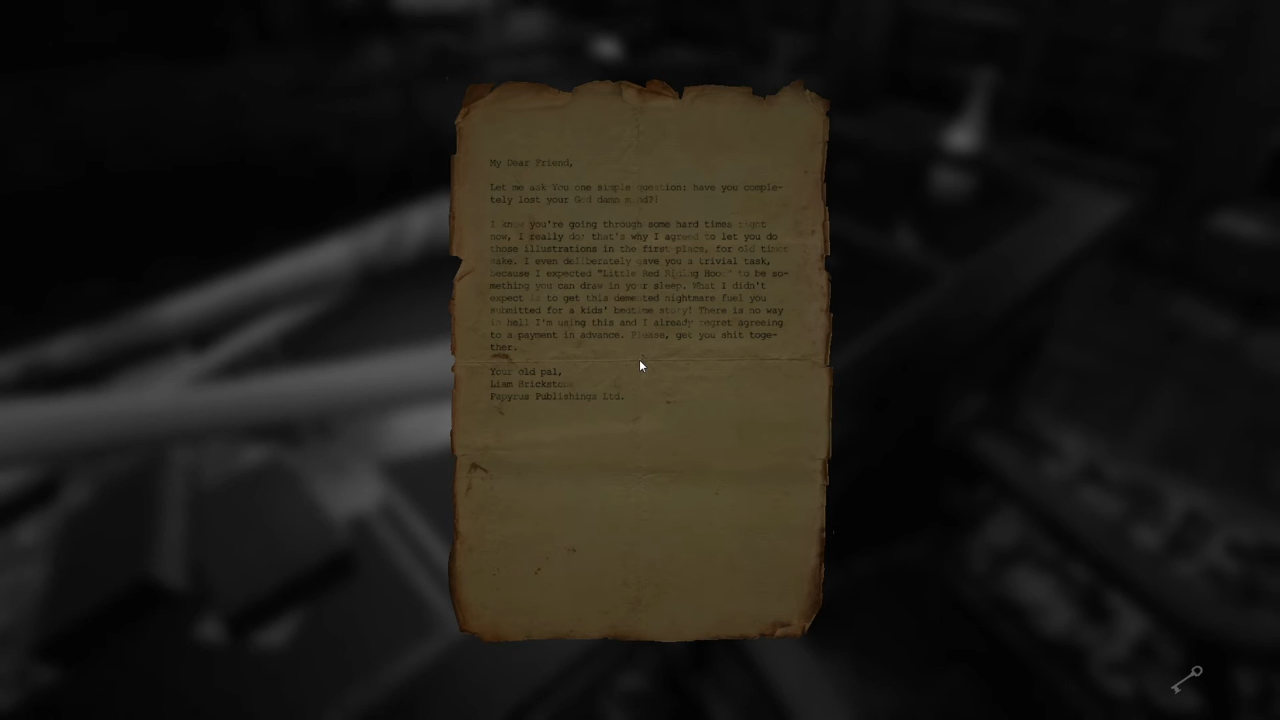 My Dear Friend,
Let me ask You one simple question: have you comple-
tely lost your God damn mind?!
I know you're going through some hard times right
now, I really do; that's why I agreed to let you do
those illustrations in the first place, for old times
sake. I even deliberately gave you a trivial task,
because I expected "Little Red Riding Hood" to be so-
mething you can draw in your sleep. What I didn't
expect is to get this demented nightmare fuel you
submitted for a kids' bedtime story! There is no way
in hell I'm using this and I already regret agreeing
to a payment in advance. Please, get you shit toge-
ther.
Your old pal,
Liam Brickstone
Papyrus Publishings Ltd.